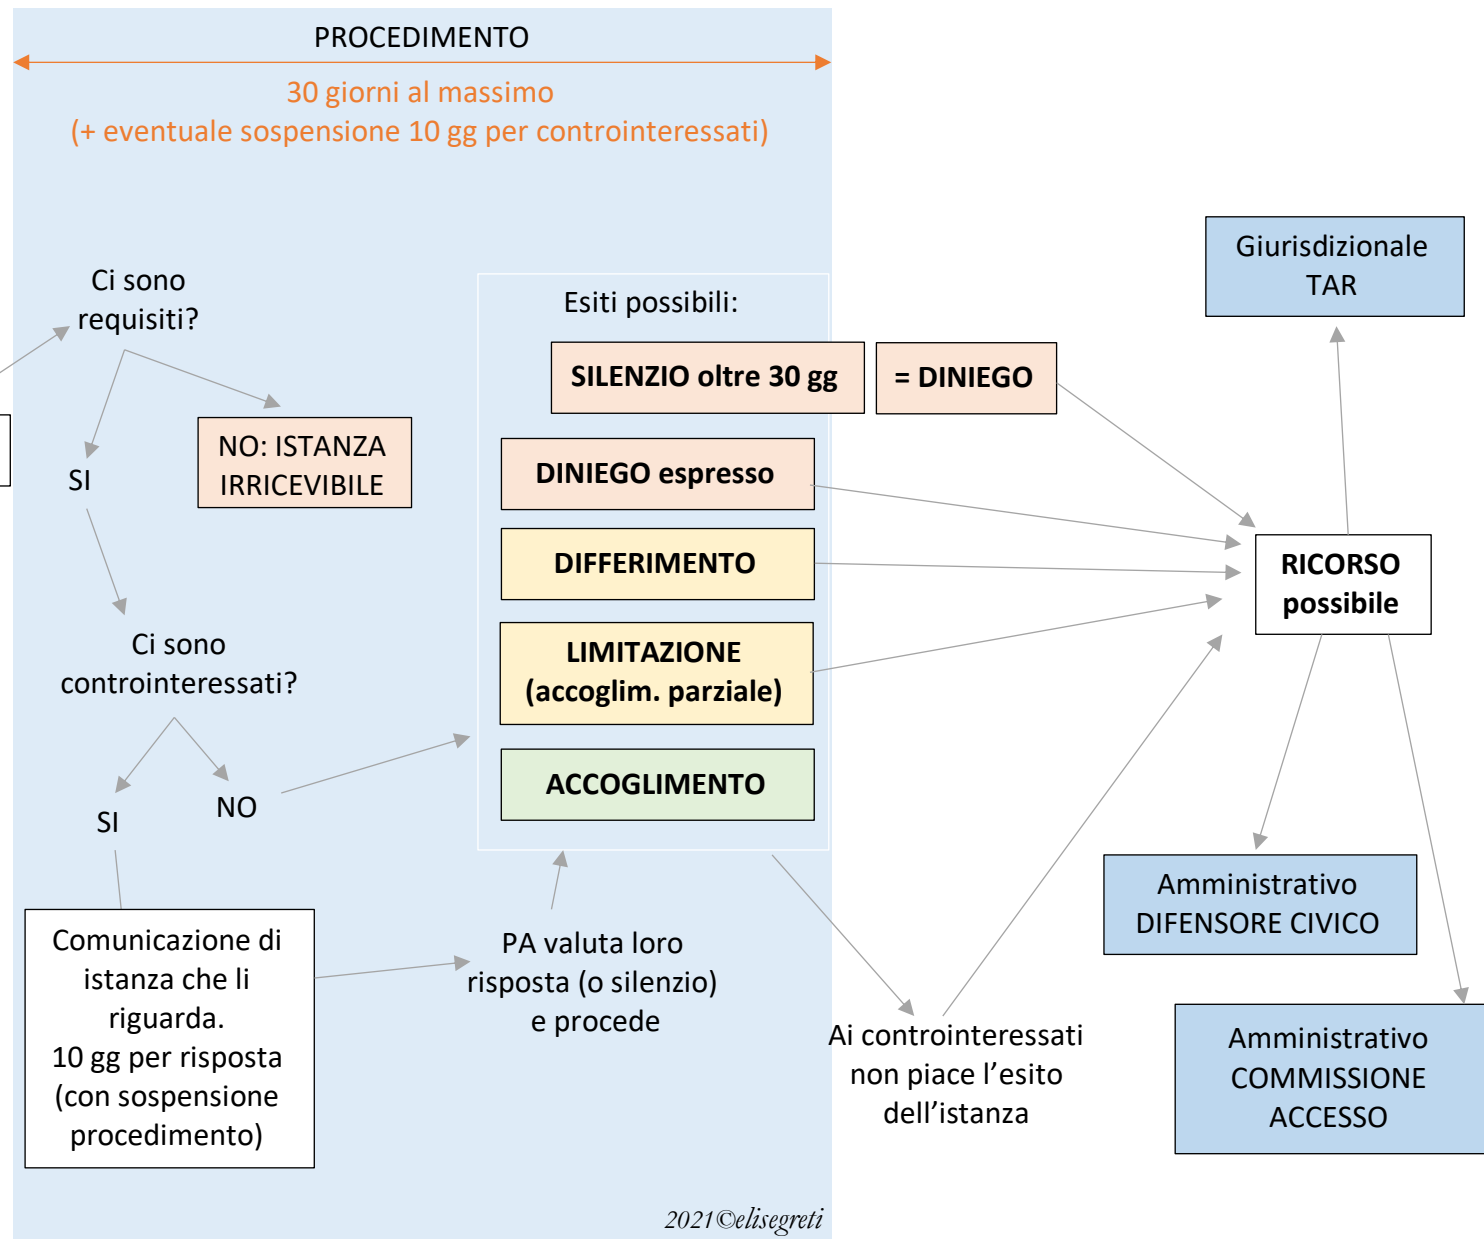 PROCEDIMENTO
30 giorni al massimo
(+ eventuale sospensione 10 gg per controinteressati)
Ci sono
requisiti?
SI
NO: ISTANZA
IRRICEVIBILE
Ci sono
controinteressati?
SI
NO
Comunicazione di
istanza che li
riguarda.
10 gg per risposta
(con sospensione
procedimento)
PA valuta loro
risposta (o silenzio)
e procede
Esiti possibili:
SILENZIO oltre 30 gg
= DINIEGO
DINIEGO espresso
DIFFERIMENTO
LIMITAZIONE
(accoglim. parziale)
ACCOGLIMENTO
Ai controinteressati
non piace l’esito
dell’istanza
RICORSO
possibile
Giurisdizionale
TAR
Amministrativo
DIFENSORE CIVICO
Amministrativo
COMMISSIONE
ACCESSO
2021©elisegreti